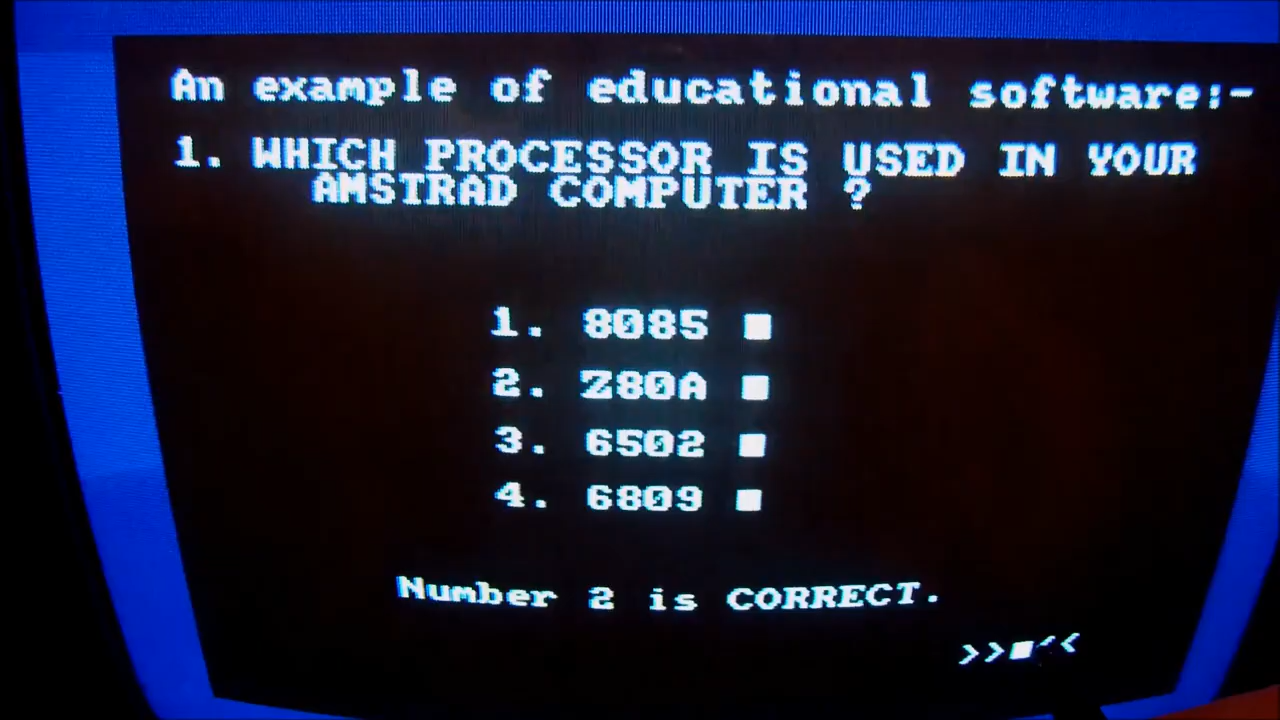 An example of educational software:-
1. WHICH PROCESSOR IS USED IN YOUR
AMSTRAD COMPUTER ?
1. 8085 ■
2. Z80A ■
3. 6502 ■
4. 6809 ■
Number 2 is CORRECT.
>>■<<